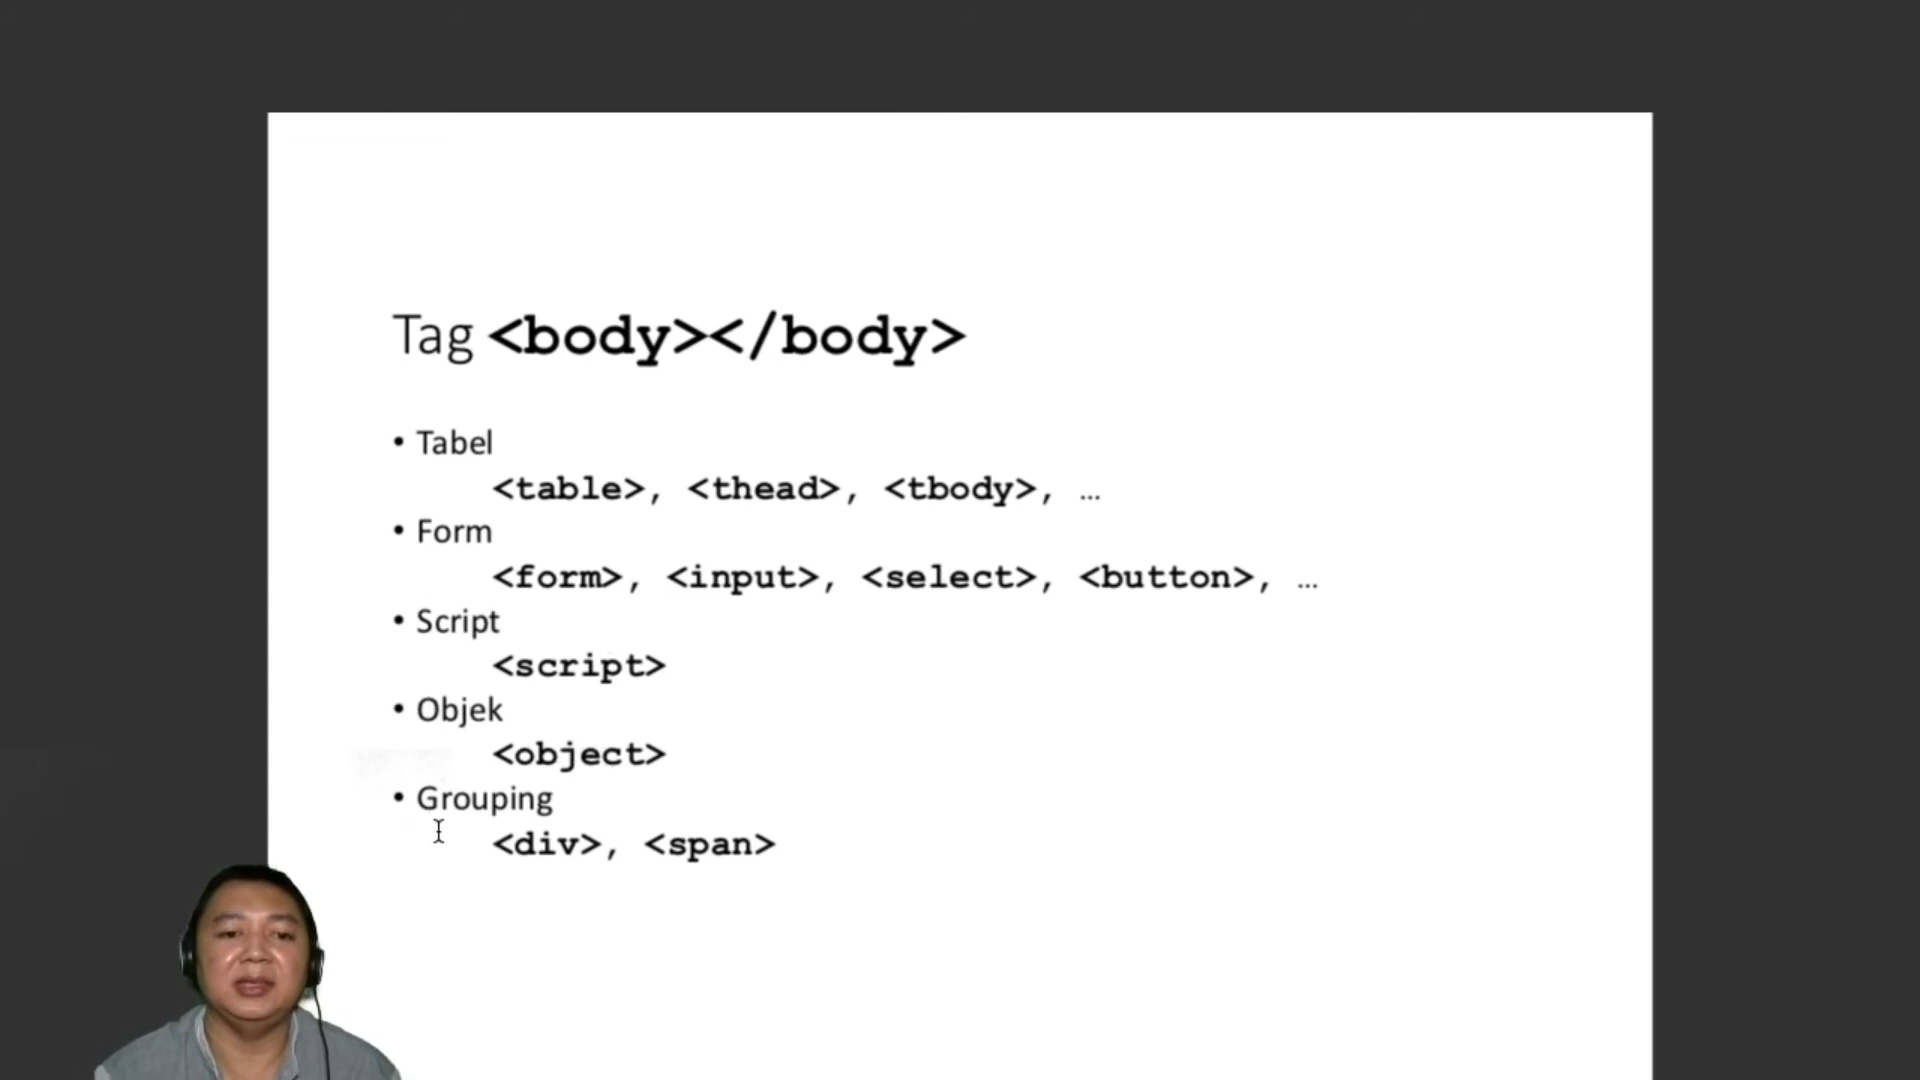 Tag <body></body>
• Tabel
<table>, <thead>, <tbody>, …
• Form
<form>, <input>, <select>, <button>, …
• Script
<script>
• Objek
<object>
• Grouping
<div>, <span>